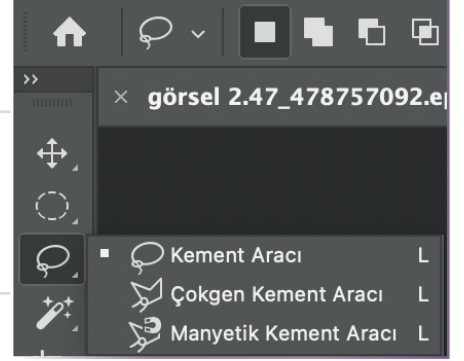 >>
× görsel 2.47_478757092.e
Kement Aracı L
Çokgen Kement Aracı L
Manyetik Kement Aracı L